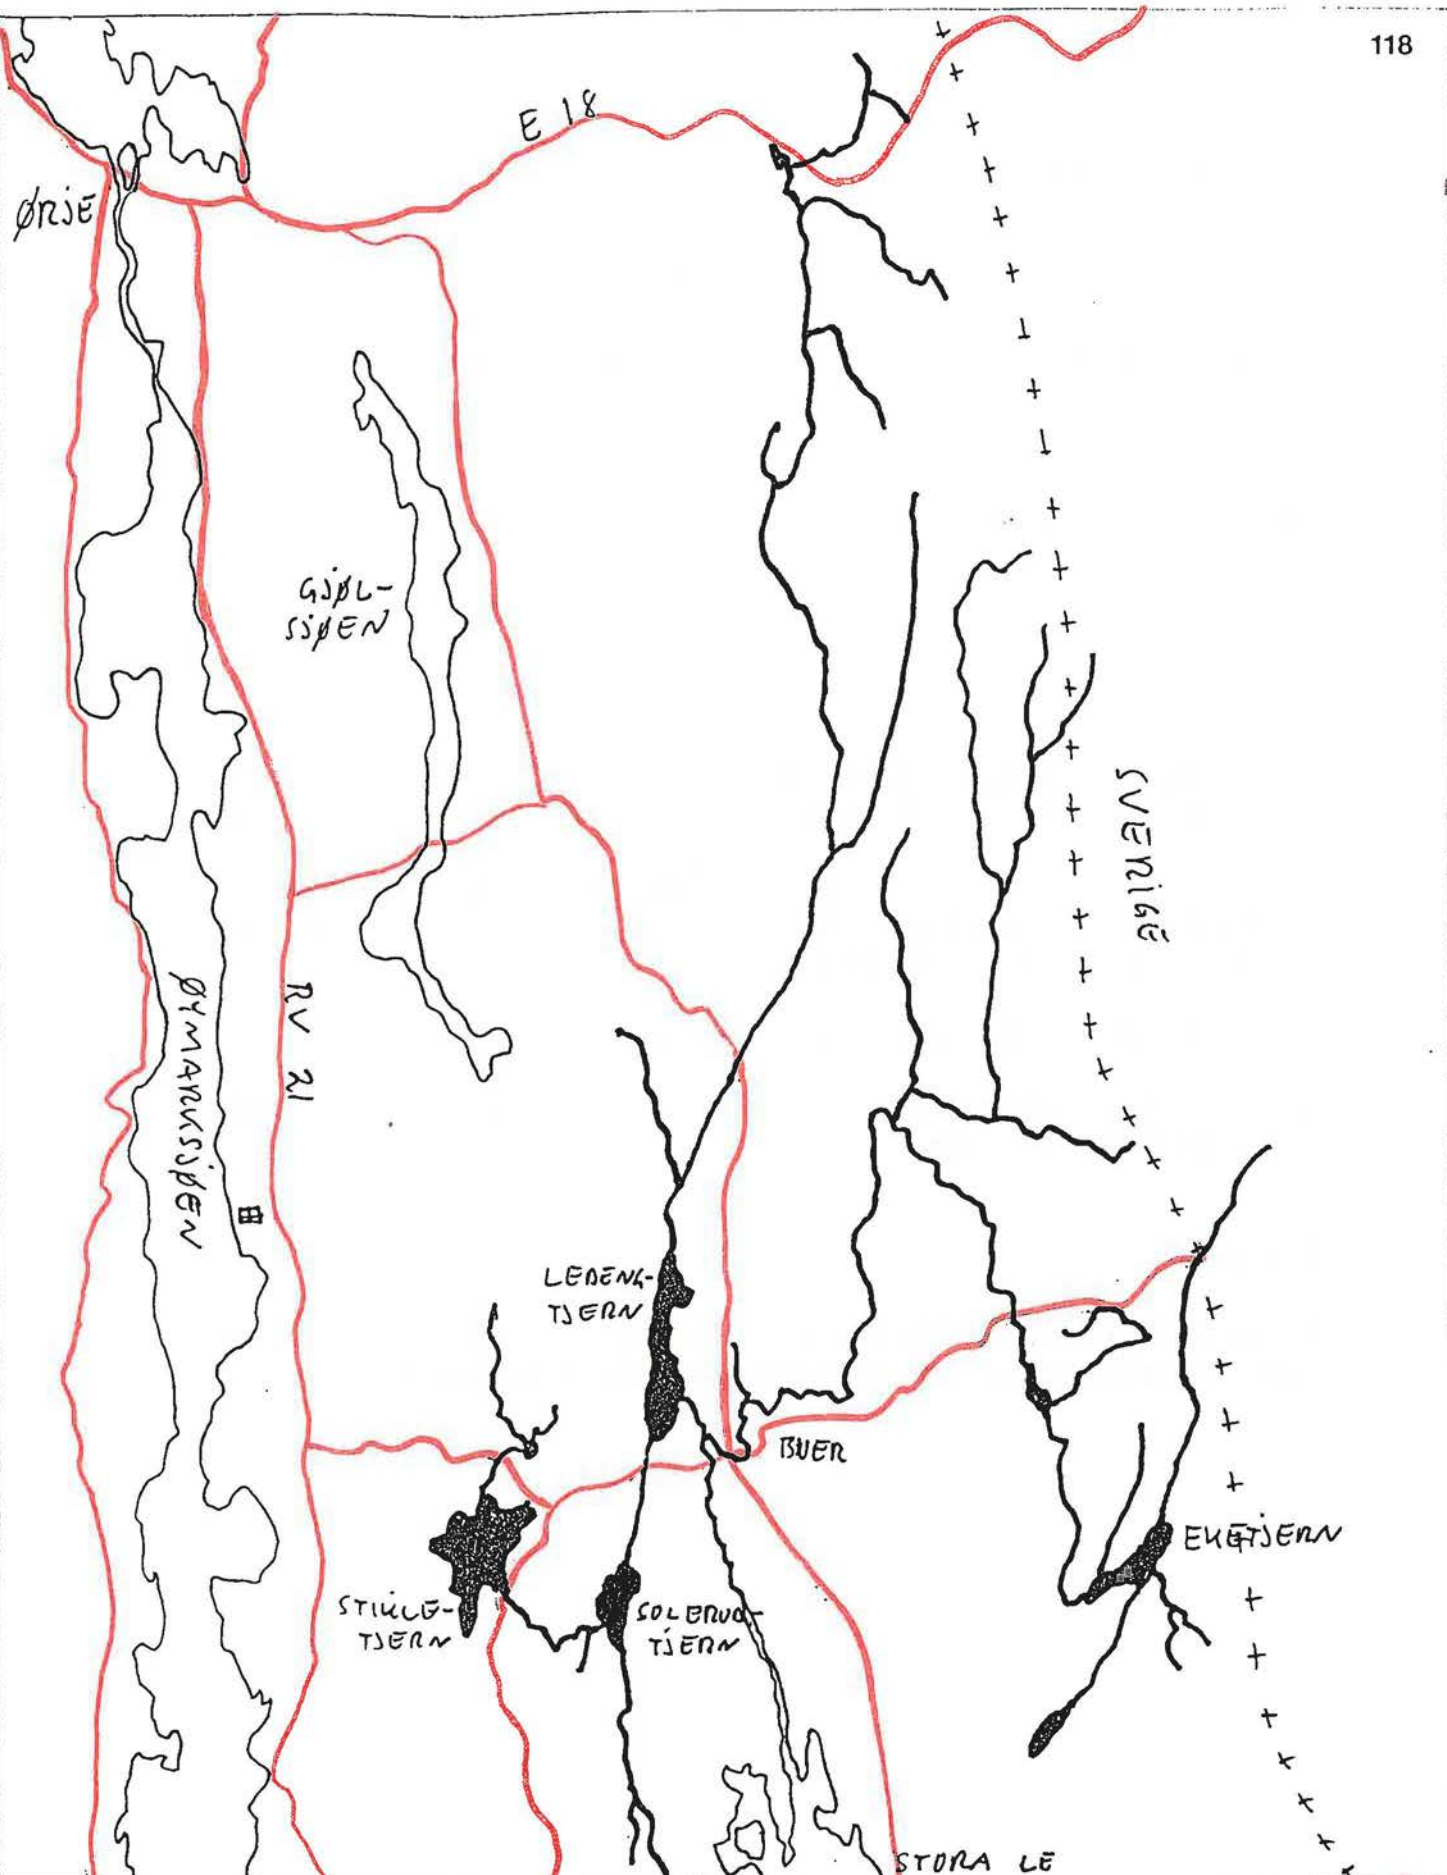 118
E 18
ØRJE
GJØL-
SJØEN
SVERIGE
RV 21
ØYMARKSJØEN
LEDENG-
TJERN
BUER
EKETJERN
STIKLE-
TJERN
SOLERUD-
TJERN
STORA LE